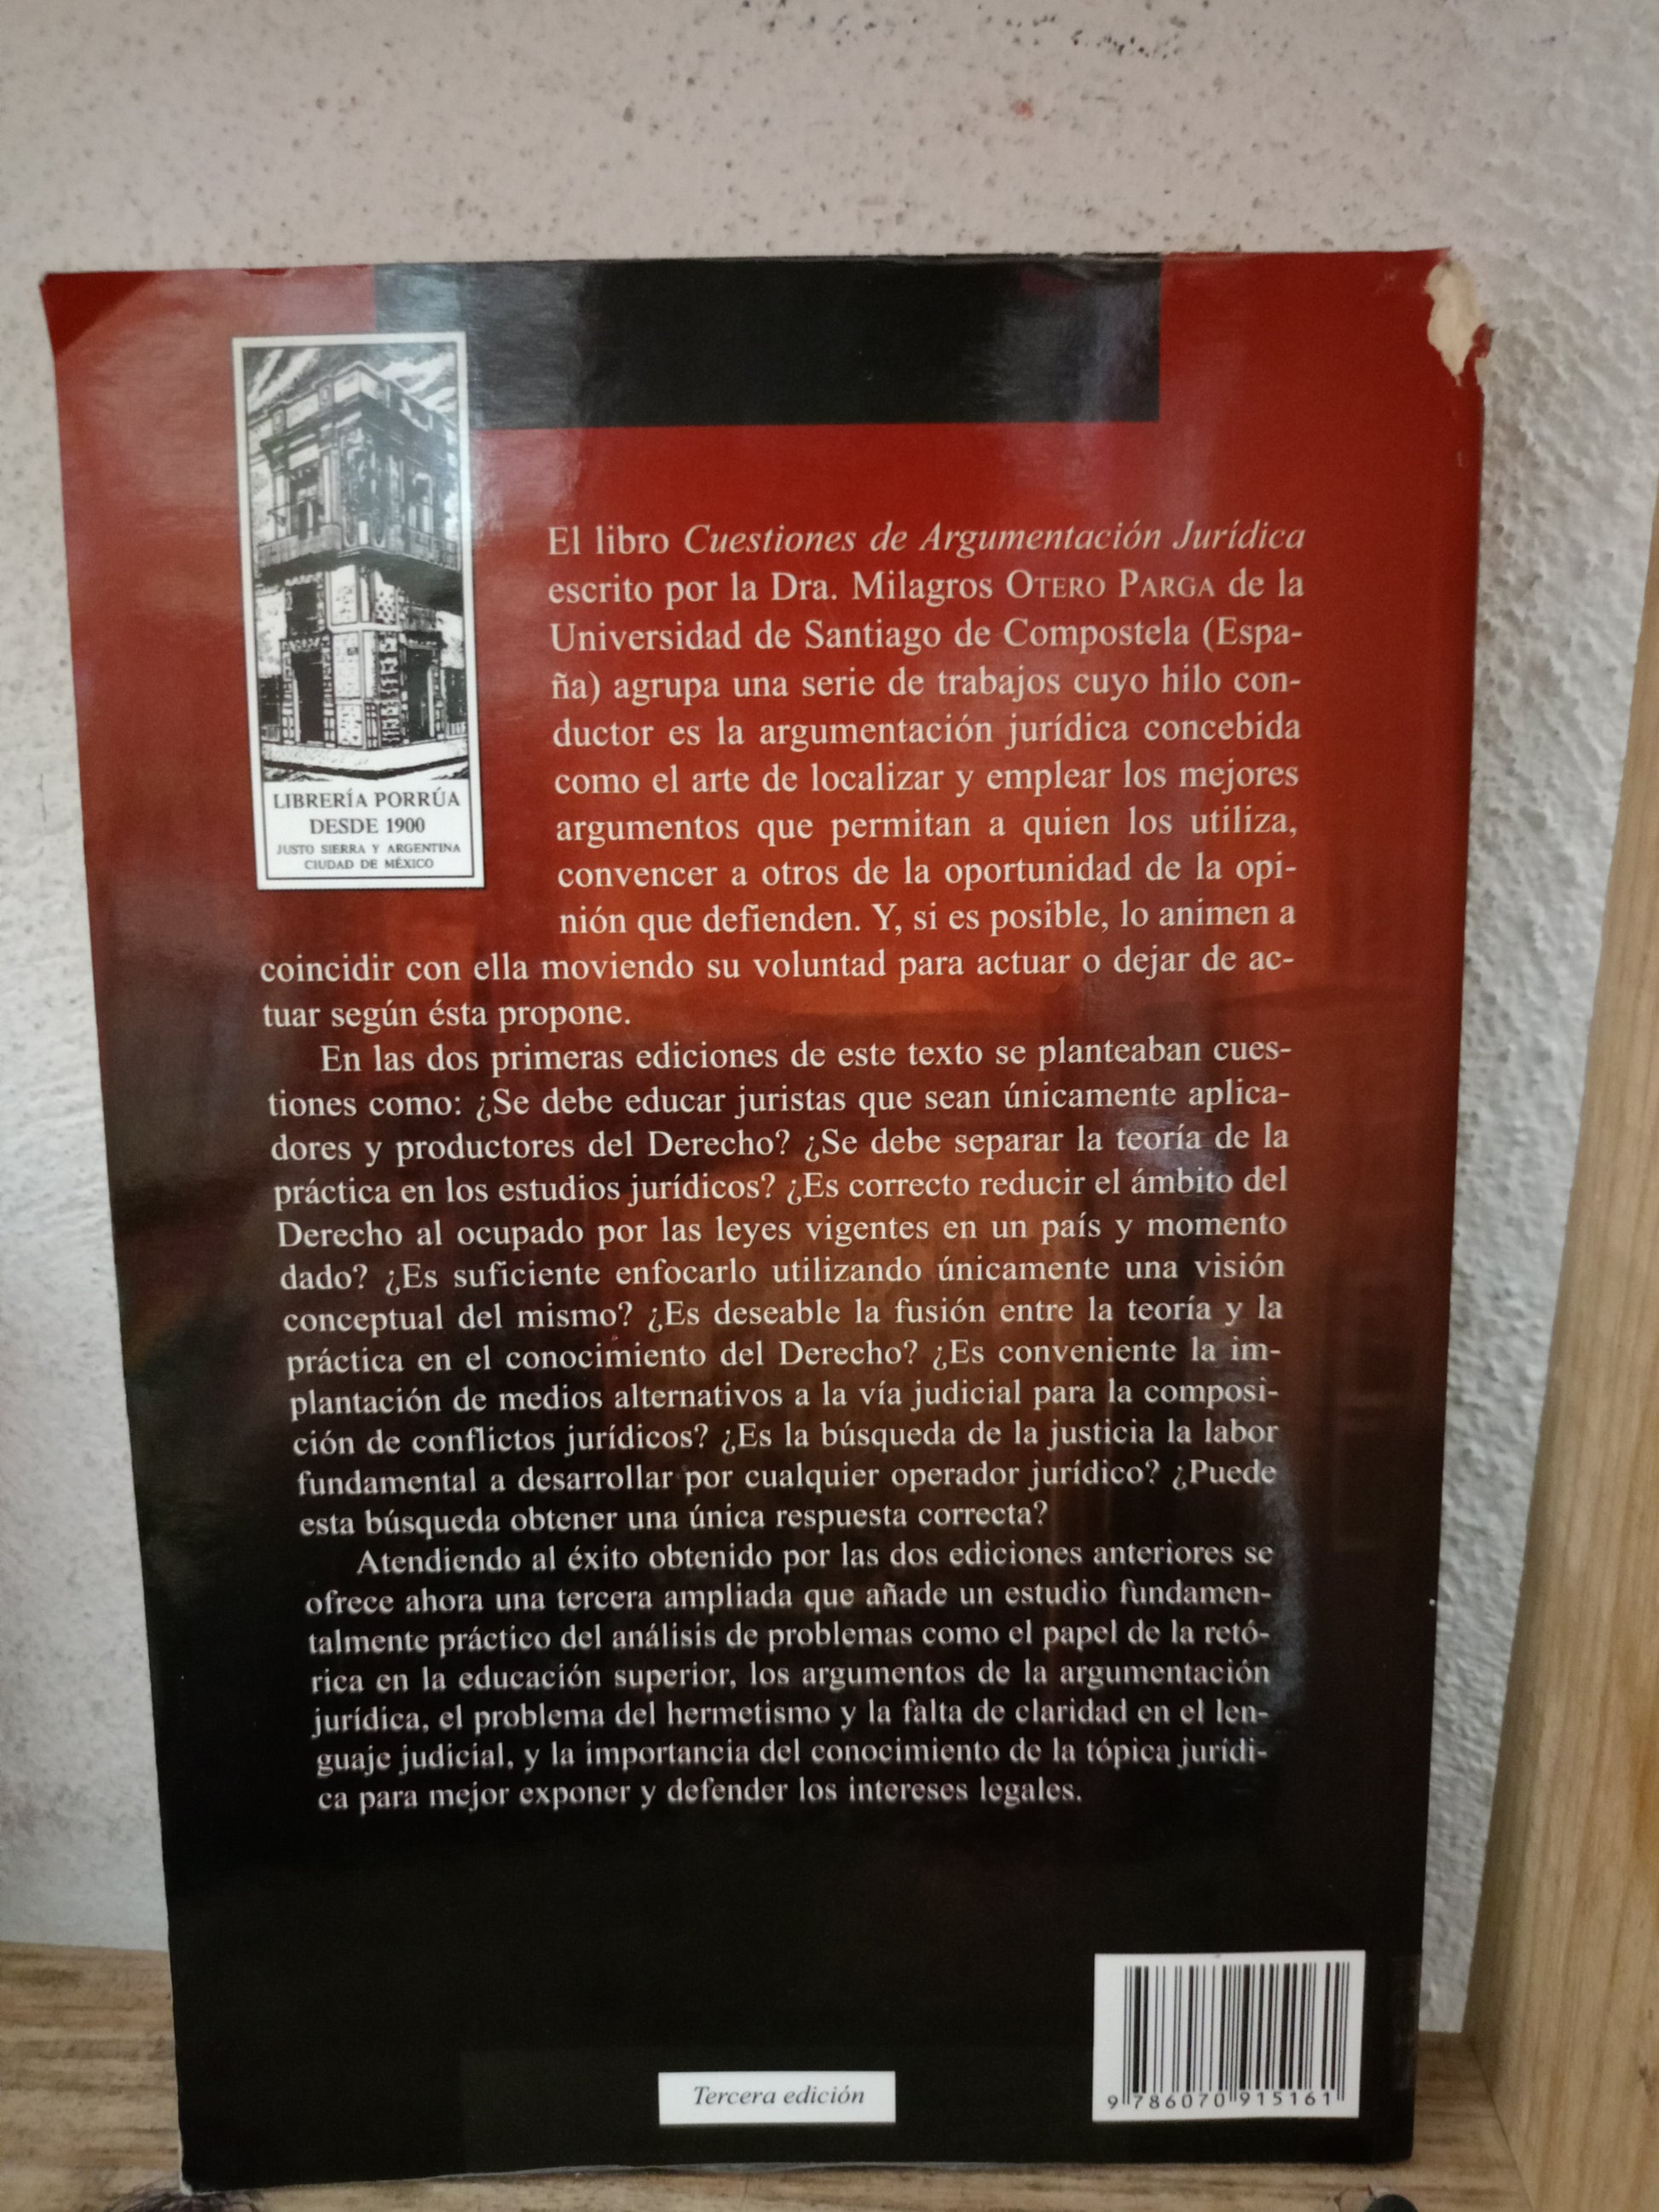 LIBRERÍA PORRÚA
DESDE 1900
JUSTO SIERRA Y ARGENTINA
CIUDAD DE MÉXICO
El libro Cuestiones de Argumentación Jurídica
escrito por la Dra. Milagros OTERO PARGA de la
Universidad de Santiago de Compostela (Espa-
ña) agrupa una serie de trabajos cuyo hilo con-
ductor es la argumentación jurídica concebida
como el arte de localizar y emplear los mejores
argumentos que permitan a quien los utiliza,
convencer a otros de la oportunidad de la opi-
nión que defienden. Y, si es posible, lo animen a
coincidir con ella moviendo su voluntad para actuar o dejar de ac-
tuar según ésta propone.
En las dos primeras ediciones de este texto se planteaban cues-
tiones como: ¿Se debe educar juristas que sean únicamente aplica-
dores y productores del Derecho? ¿Se debe separar la teoría de la
práctica en los estudios jurídicos? ¿Es correcto reducir el ámbito del
Derecho al ocupado por las leyes vigentes en un país y momento
dado? ¿Es suficiente enfocarlo utilizando únicamente una visión
conceptual del mismo? ¿Es deseable la fusión entre la teoría y la
práctica en el conocimiento del Derecho? ¿Es conveniente la im-
plantación de medios alternativos a la vía judicial para la composi-
ción de conflictos jurídicos? ¿Es la búsqueda de la justicia la labor
fundamental a desarrollar por cualquier operador jurídico? ¿Puede
esta búsqueda obtener una única respuesta correcta?
Atendiendo al éxito obtenido por las dos ediciones anteriores se
ofrece ahora una tercera ampliada que añade un estudio fundamen-
talmente práctico del análisis de problemas como el papel de la retó-
rica en la educación superior, los argumentos de la argumentación
jurídica, el problema del hermetismo y la falta de claridad en el len-
guaje judicial, y la importancia del conocimiento de la tópica jurídi-
ca para mejor exponer y defender los intereses legales.
Tercera edición
9 786070 915161